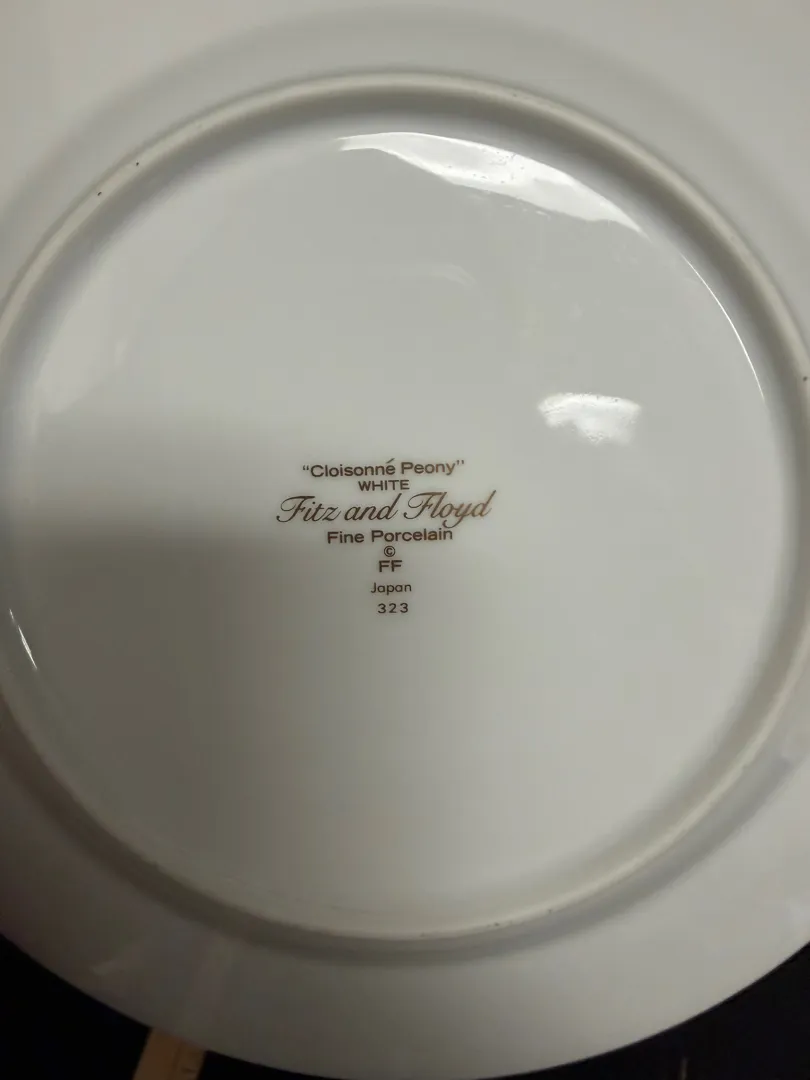 "Cloisonné Peony"
WHITE
Fitz and Floyd
Fine Porcelain
©
FF
Japan
323